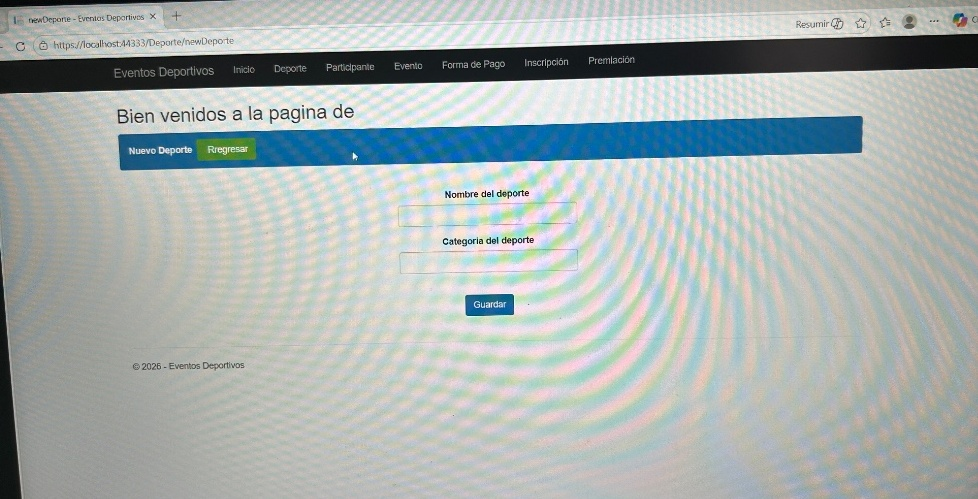 newDeporte - Eventos Deportivos
Resumir
https://localhost:44333/Deporte/newDeporte
Eventos Deportivos Inicio Deporte Participante Evento Forma de Pago Inscripción Premiación
Bien venidos a la pagina de
Nuevo Deporte Rregresar
Nombre del deporte
Categoria del deporte
Guardar
© 2026 - Eventos Deportivos